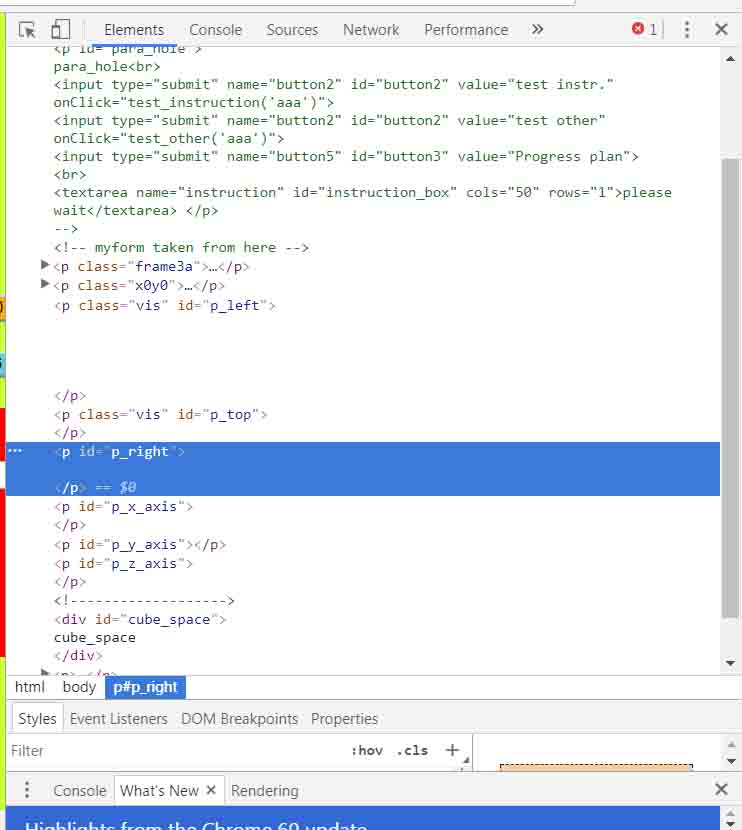 Elements Console Sources Network Performance » 1
<p id="para_hole">
para_hole<br>
<input type="submit" name="button2" id="button2" value="test instr."
onClick="test_instruction('aaa')">
<input type="submit" name="button2" id="button2" value="test other"
onClick="test_other('aaa')">
<input type="submit" name="button5" id="button3" value="Progress plan">
<br>
<textarea name="instruction" id="instruction_box" cols="50" rows="1">please
wait</textarea> </p>
-->
<!-- myform taken from here -->
<p class="frame3a">…</p>
<p class="x0y0">…</p>
<p class="vis" id="p_left">
</p>
<p class="vis" id="p_top">
</p>
<p id="p_right">
</p> == $0
<p id="p_x_axis">
</p>
<p id="p_y_axis"></p>
<p id="p_z_axis">
</p>
<!------------------->
<div id="cube_space">
cube_space
</div>
html body p#p_right
Styles Event Listeners DOM Breakpoints Properties
Filter :hov .cls +
Console What's New × Rendering
Highlights from the Chrome 69 update